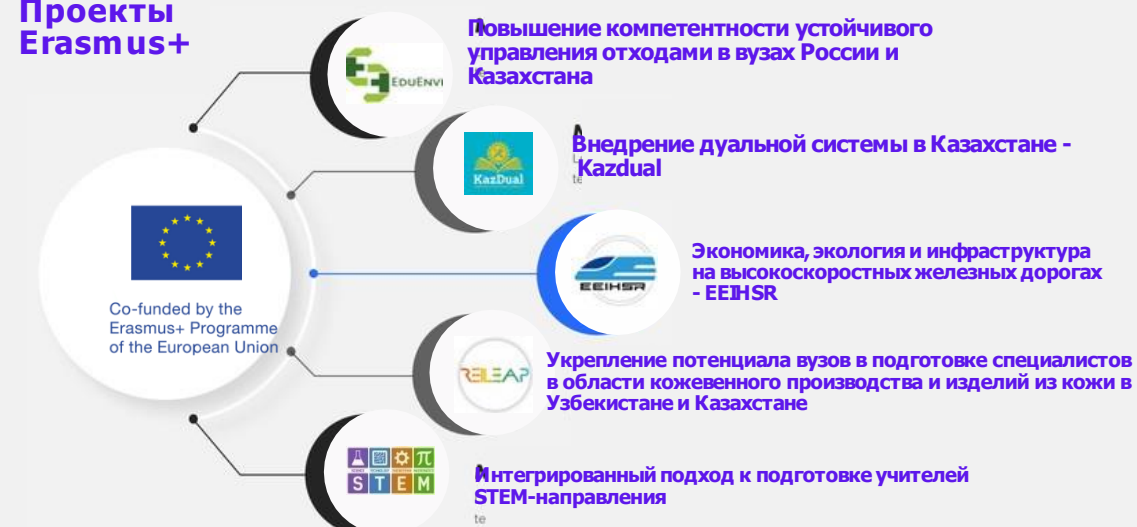 Проекты
Erasmus+
Повышение компетентности устойчивого
управления отходами в вузах России и
Казахстана
EDUENVI
Внедрение дуальной системы в Казахстане -
Kazdual
KazDual
Экономика, экология и инфраструктура
на высокоскоростных железных дорогах
- EEIHSR
EEIHSR
Co-funded by the
Erasmus+ Programme
of the European Union
Укрепление потенциала вузов в подготовке специалистов
в области кожевенного производства и изделий из кожи в
Узбекистане и Казахстане
Интегрированный подход к подготовке учителей
STEM-направления
STEM
te